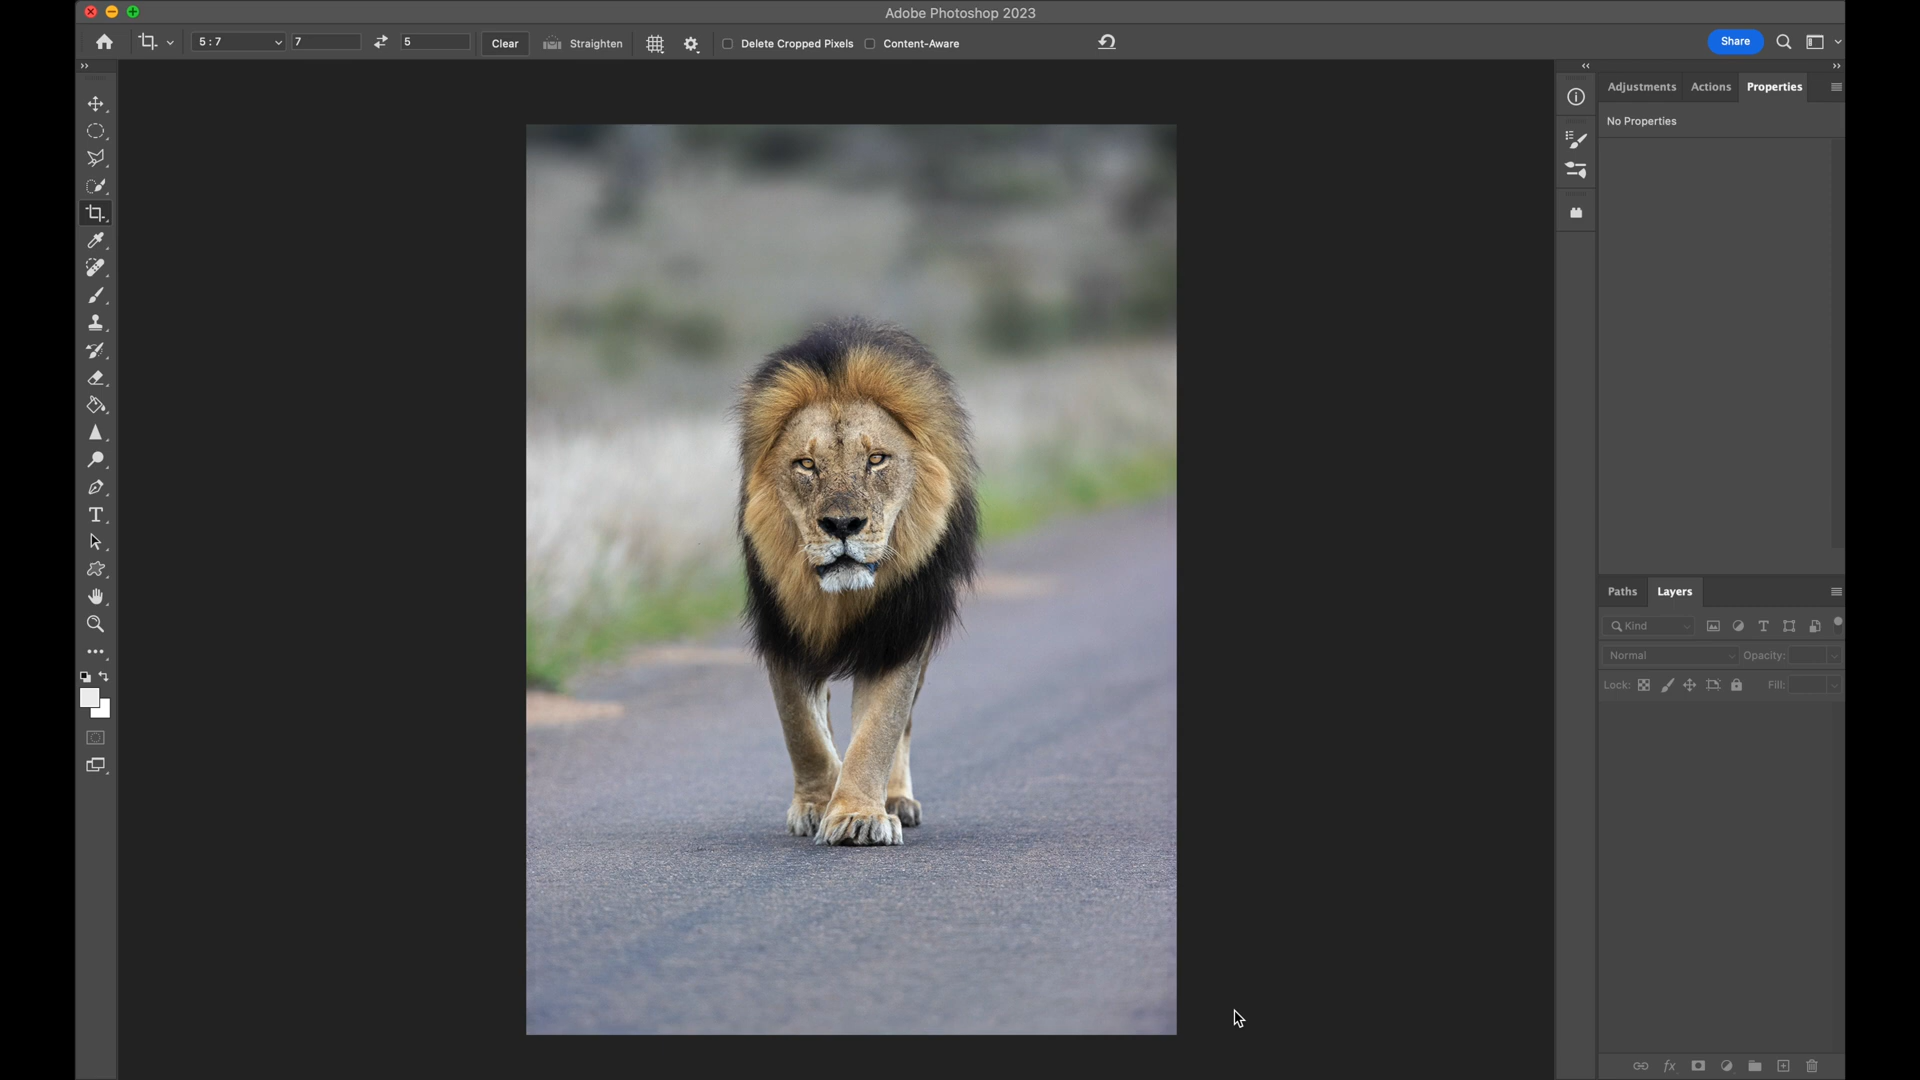 Adobe Photoshop 2023
5 : 7 7 5 Clear Straighten Delete Cropped Pixels Content-Aware Share
Adjustments Actions Properties
No Properties
Paths Layers
Kind
Normal Opacity:
Lock: Fill: